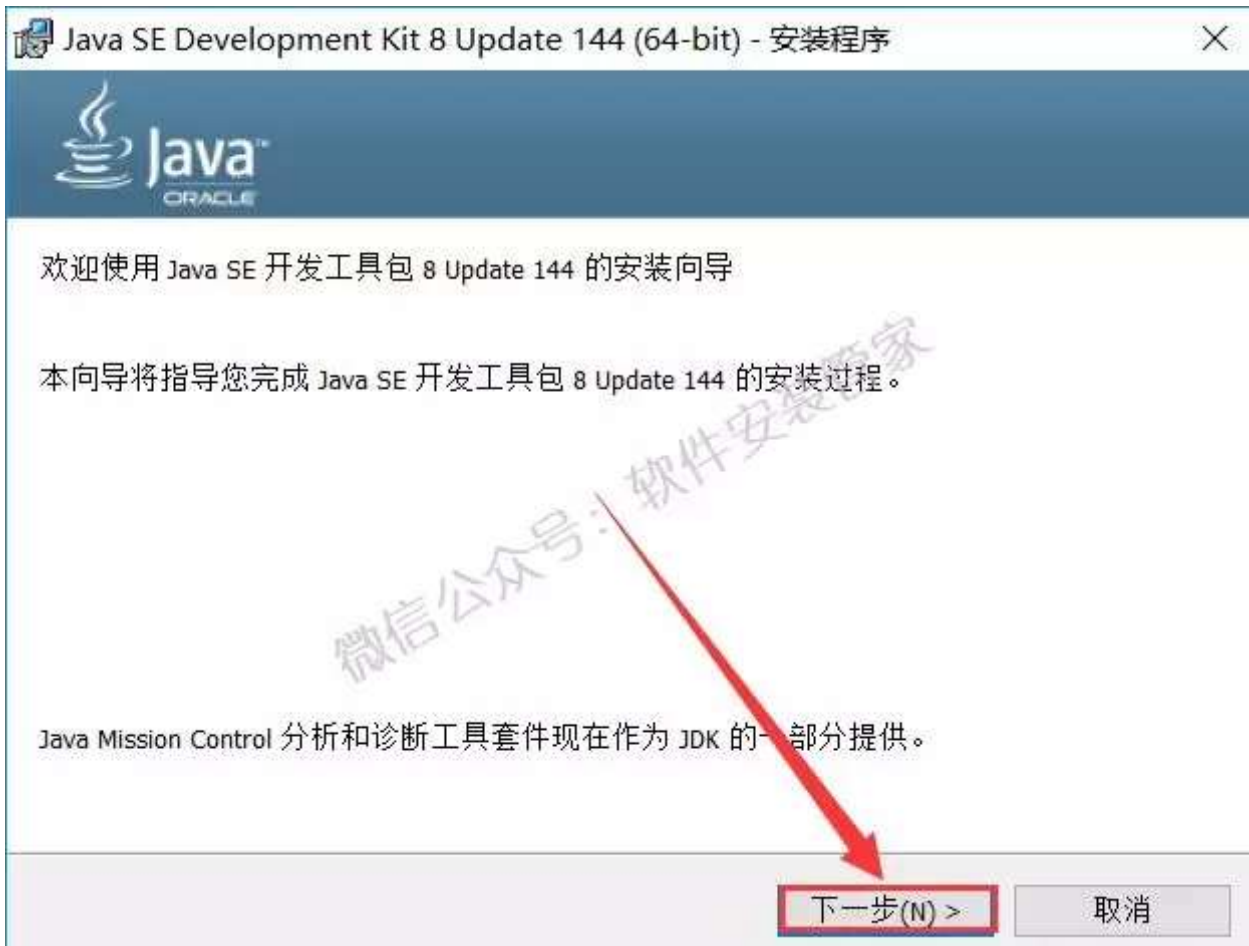 Java SE Development Kit 8 Update 144 (64-bit) - 安装程序
Java™
ORACLE
欢迎使用 Java SE 开发工具包 8 Update 144 的安装向导
本向导将指导您完成 Java SE 开发工具包 8 Update 144 的安装过程。
微信公众号：软件安装管家
Java Mission Control 分析和诊断工具套件现在作为 JDK 的一部分提供。
下一步(N) >
取消